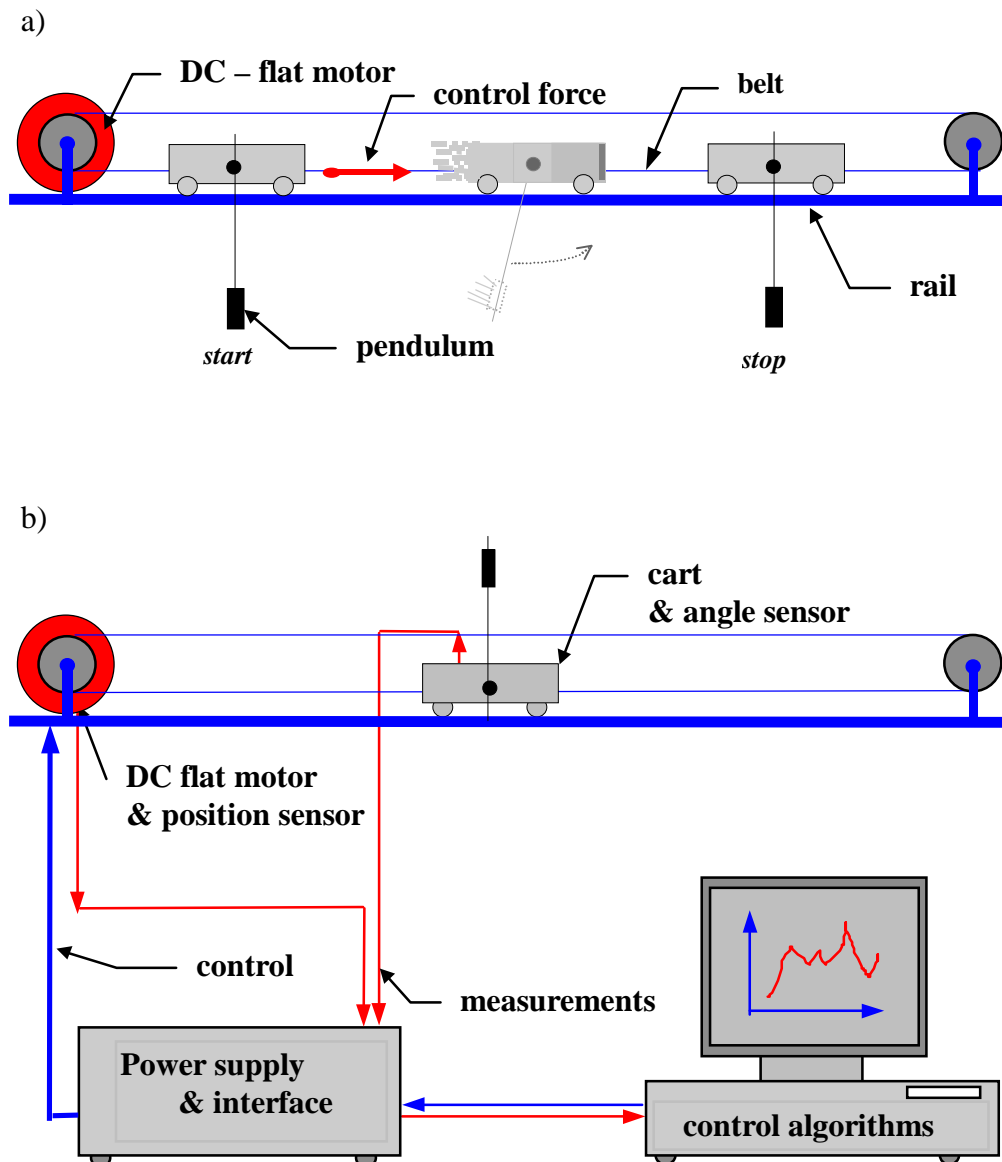 a)
DC – flat motor
control force
belt
rail
pendulum
start
stop
b)
cart
& angle sensor
DC flat motor
& position sensor
control
measurements
Power supply
& interface
control algorithms